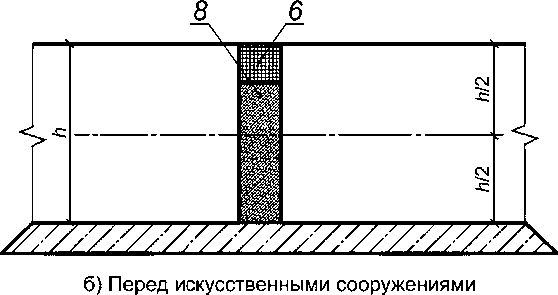 8 6
h
h/2
h/2
б) Перед искусственными сооружениями